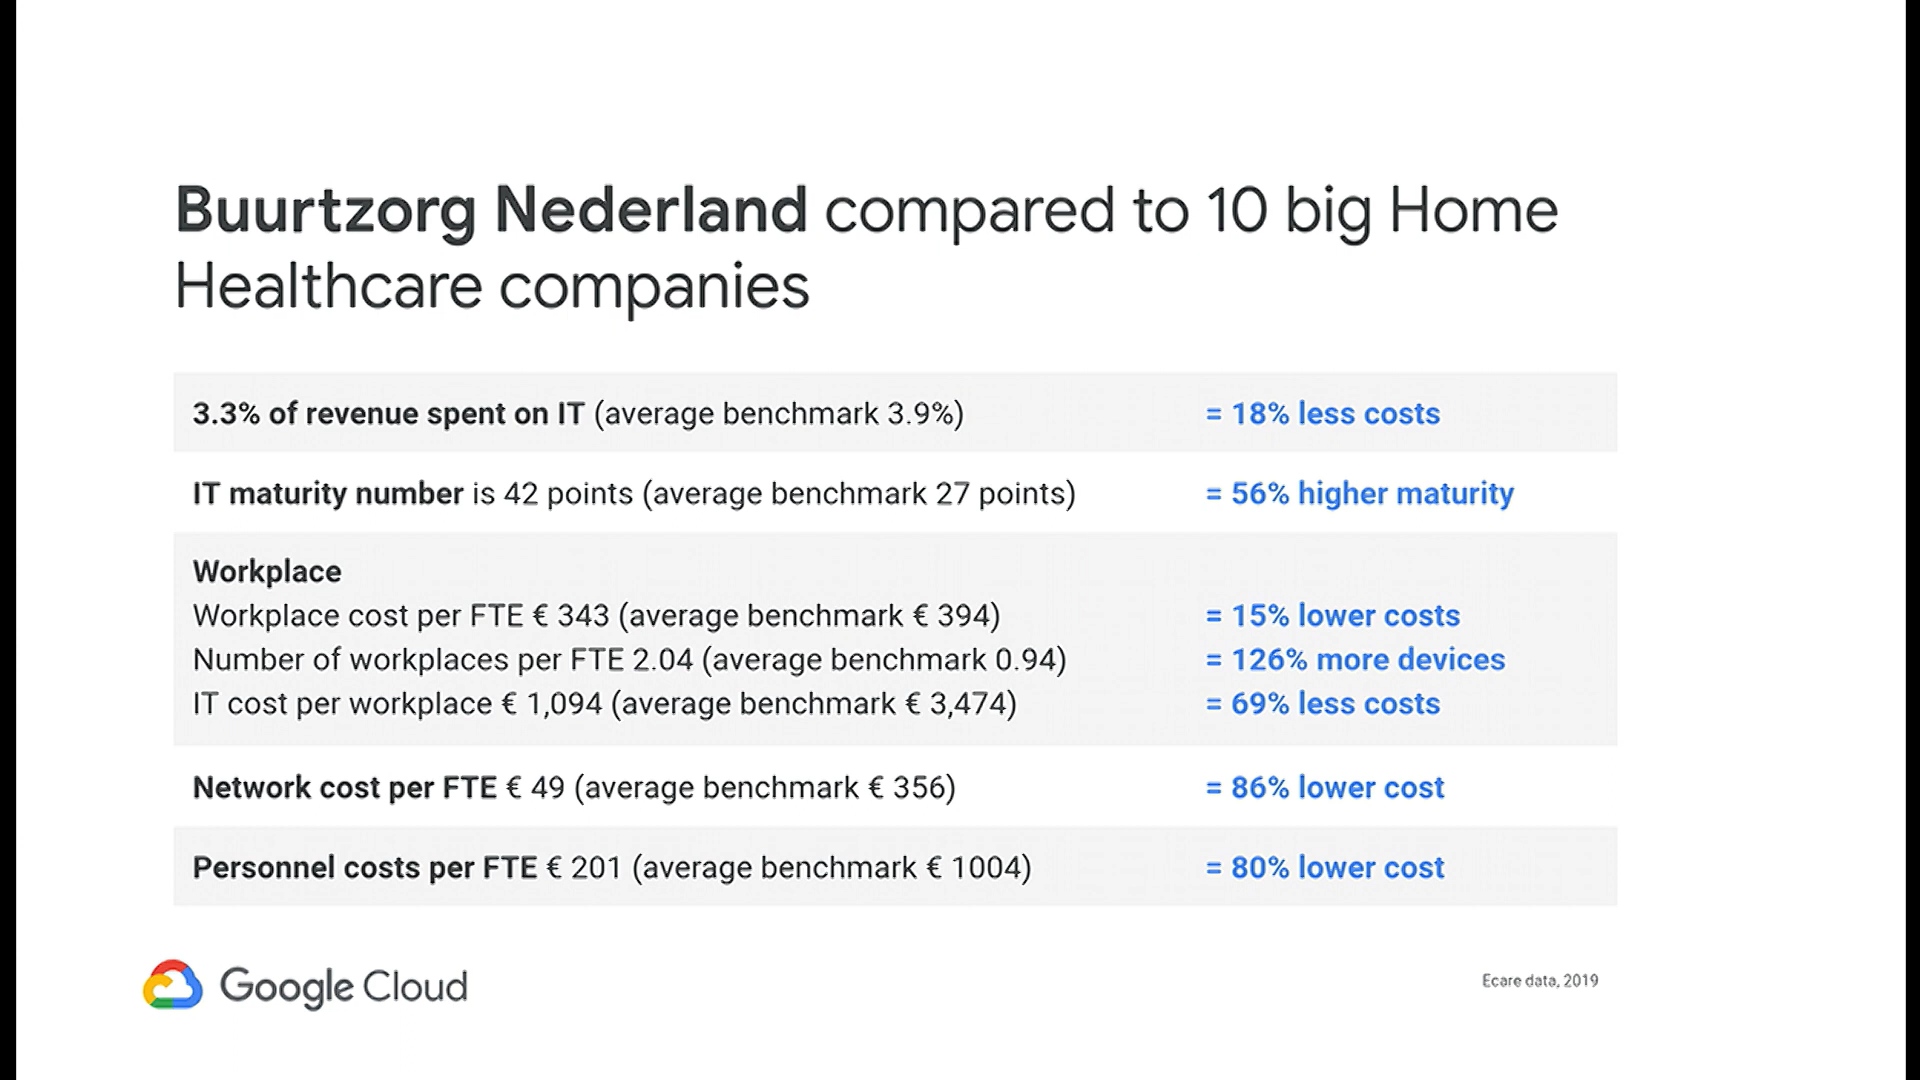 Buurtzorg Nederland compared to 10 big Home
Healthcare companies
3.3% of revenue spent on IT (average benchmark 3.9%) = 18% less costs
IT maturity number is 42 points (average benchmark 27 points) = 56% higher maturity
Workplace
Workplace cost per FTE € 343 (average benchmark € 394) = 15% lower costs
Number of workplaces per FTE 2.04 (average benchmark 0.94) = 126% more devices
IT cost per workplace € 1,094 (average benchmark € 3,474) = 69% less costs
Network cost per FTE € 49 (average benchmark € 356) = 86% lower cost
Personnel costs per FTE € 201 (average benchmark € 1004) = 80% lower cost
Google Cloud
Ecare data, 2019